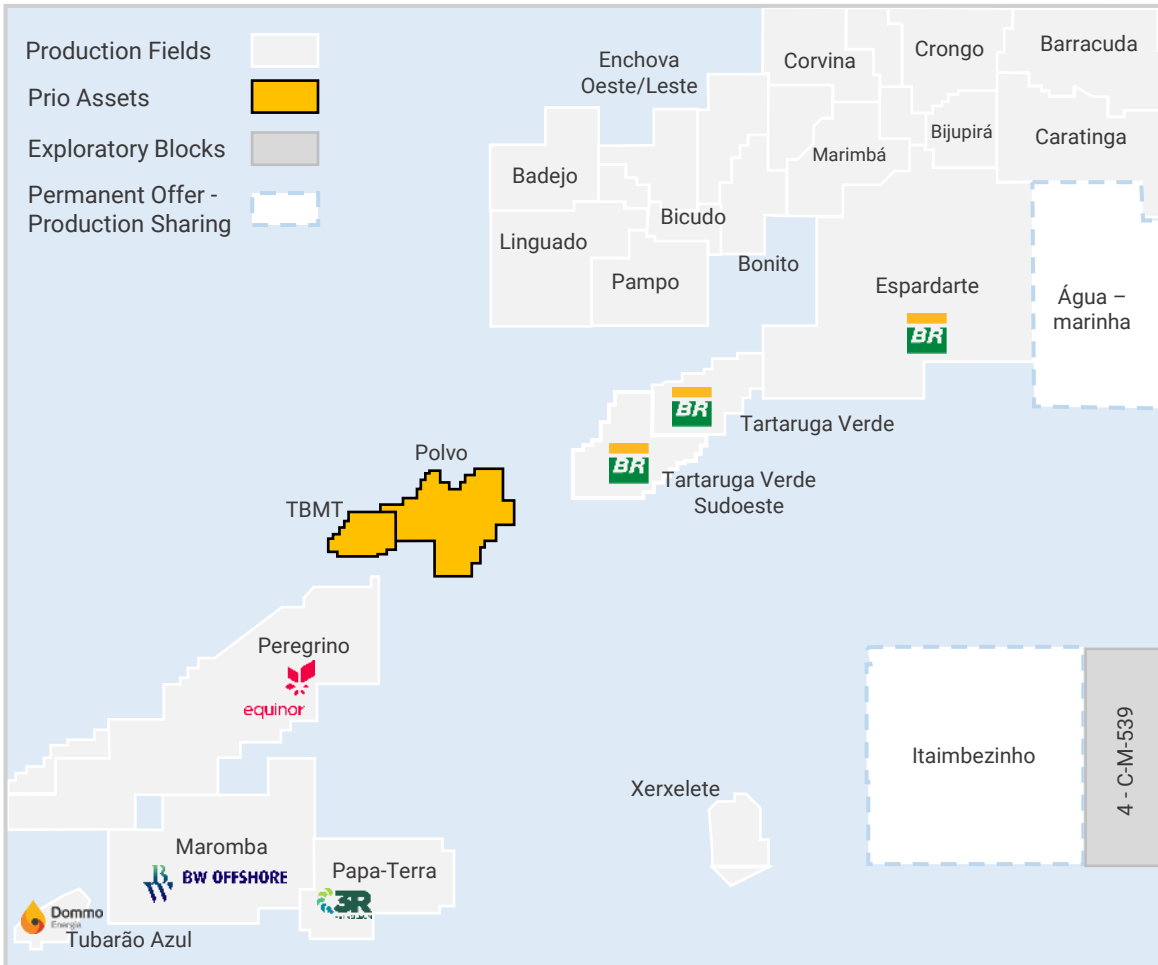 Production Fields
Prio Assets
Exploratory Blocks
Permanent Offer -
Production Sharing
Enchova
Oeste/Leste
Corvina
Crongo
Barracuda
Badejo
Marimbá
Bijupirá
Caratinga
Linguado
Bicudo
Pampo
Bonito
Espardarte
BR
Água –
marinha
BR
Tartaruga Verde
BR
Tartaruga Verde
Sudoeste
Polvo
TBMT
Peregrino
equinor
Itaimbezinho
4 - C-M-539
Xerxelete
Maromba
BW OFFSHORE
Papa-Terra
3R
Dommo
Energia
Tubarão Azul